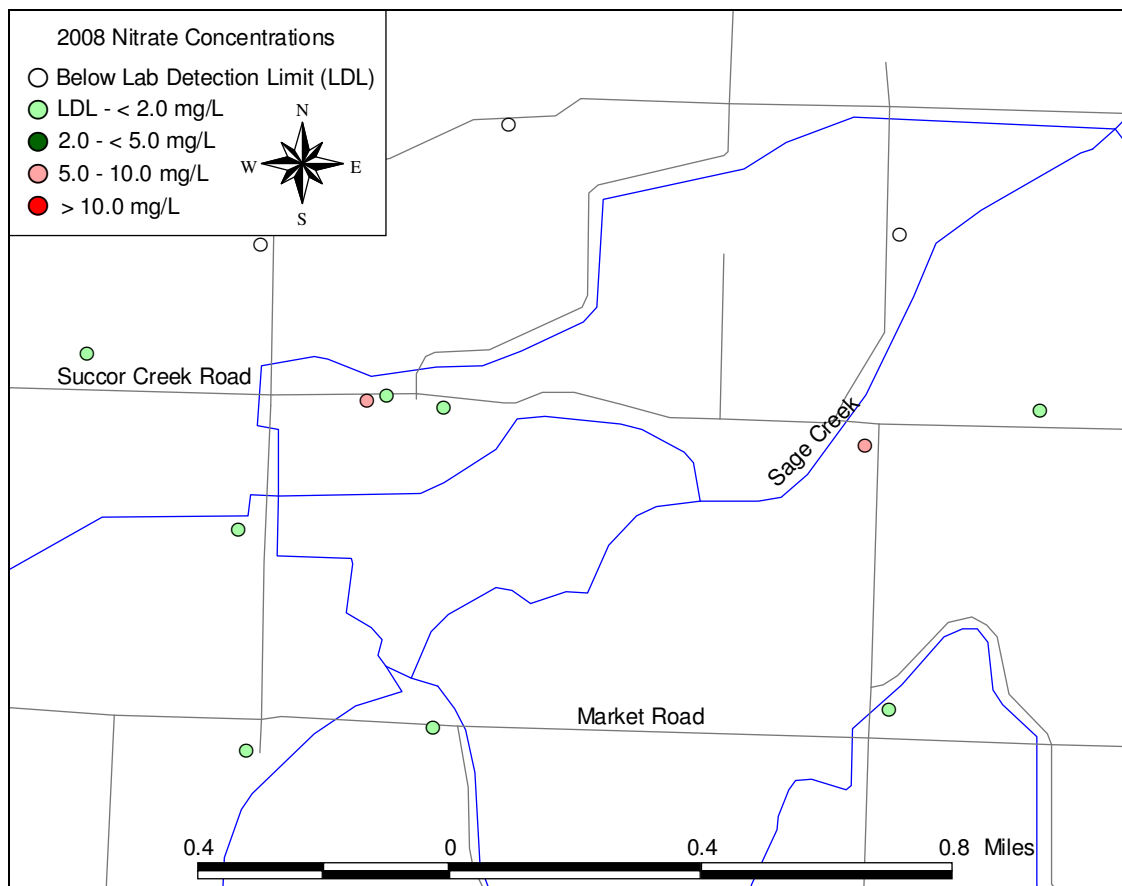 2008 Nitrate Concentrations
Below Lab Detection Limit (LDL)
LDL - < 2.0 mg/L
2.0 - < 5.0 mg/L
5.0 - 10.0 mg/L
> 10.0 mg/L
N
W E
S
Succor Creek Road
Sage Creek
Market Road
0.4 0 0.4 0.8 Miles